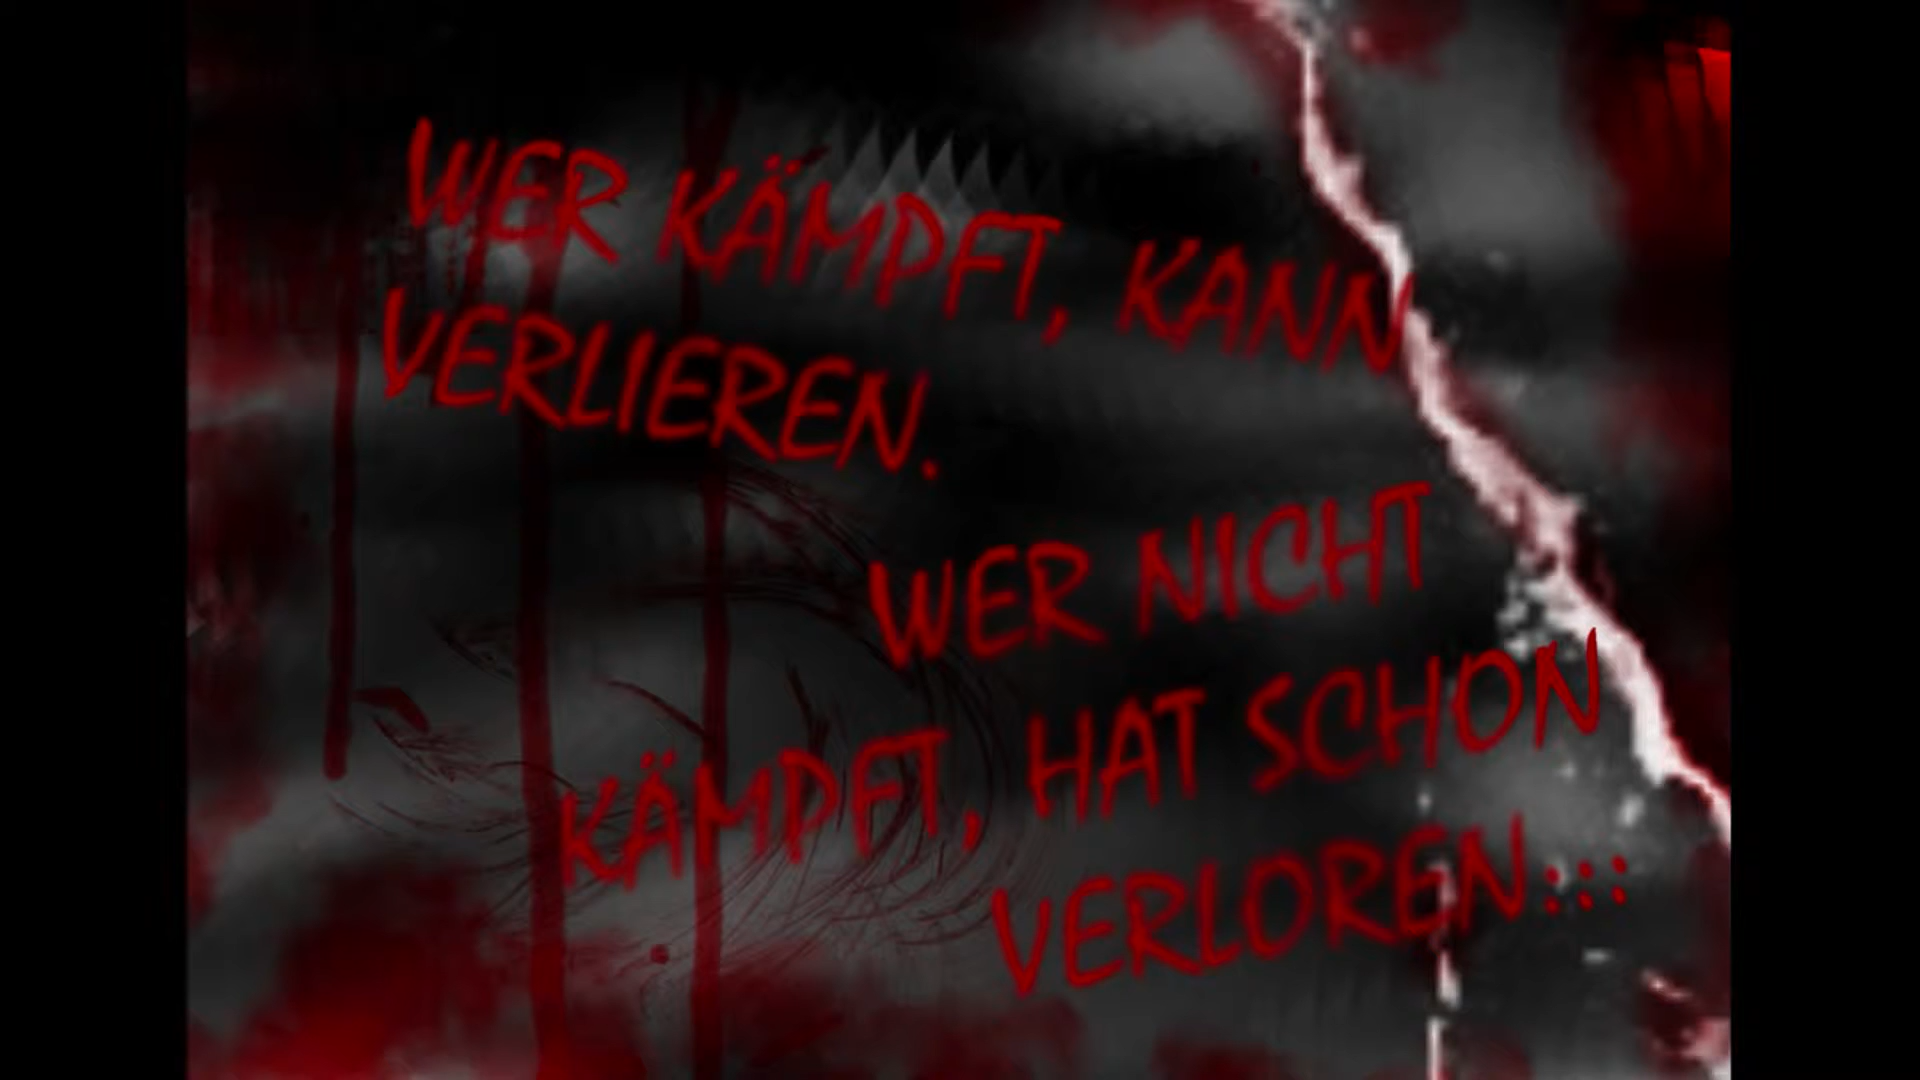 WER KÄMPFT, KANN
VERLIEREN.
WER NICHT
KÄMPFT, HAT SCHON
VERLOREN:::